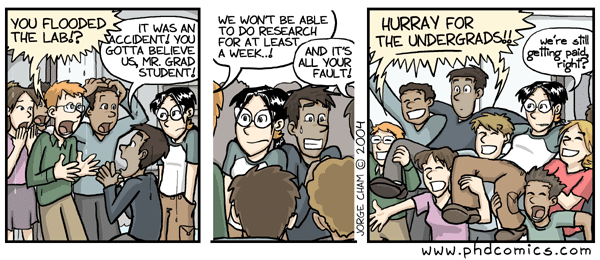 YOU FLOODED
THE LAB!?
IT WAS AN
ACCIDENT! YOU
GOTTA BELIEVE
US, MR. GRAD
STUDENT!
WE WON'T BE ABLE
TO DO RESEARCH
FOR AT LEAST
A WEEK..!
AND IT'S
ALL YOUR
FAULT!
JORGE CHAM © 2004
HURRAY FOR
THE UNDERGRADS!!
we're still
getting paid,
right?
www.phdcomics.com